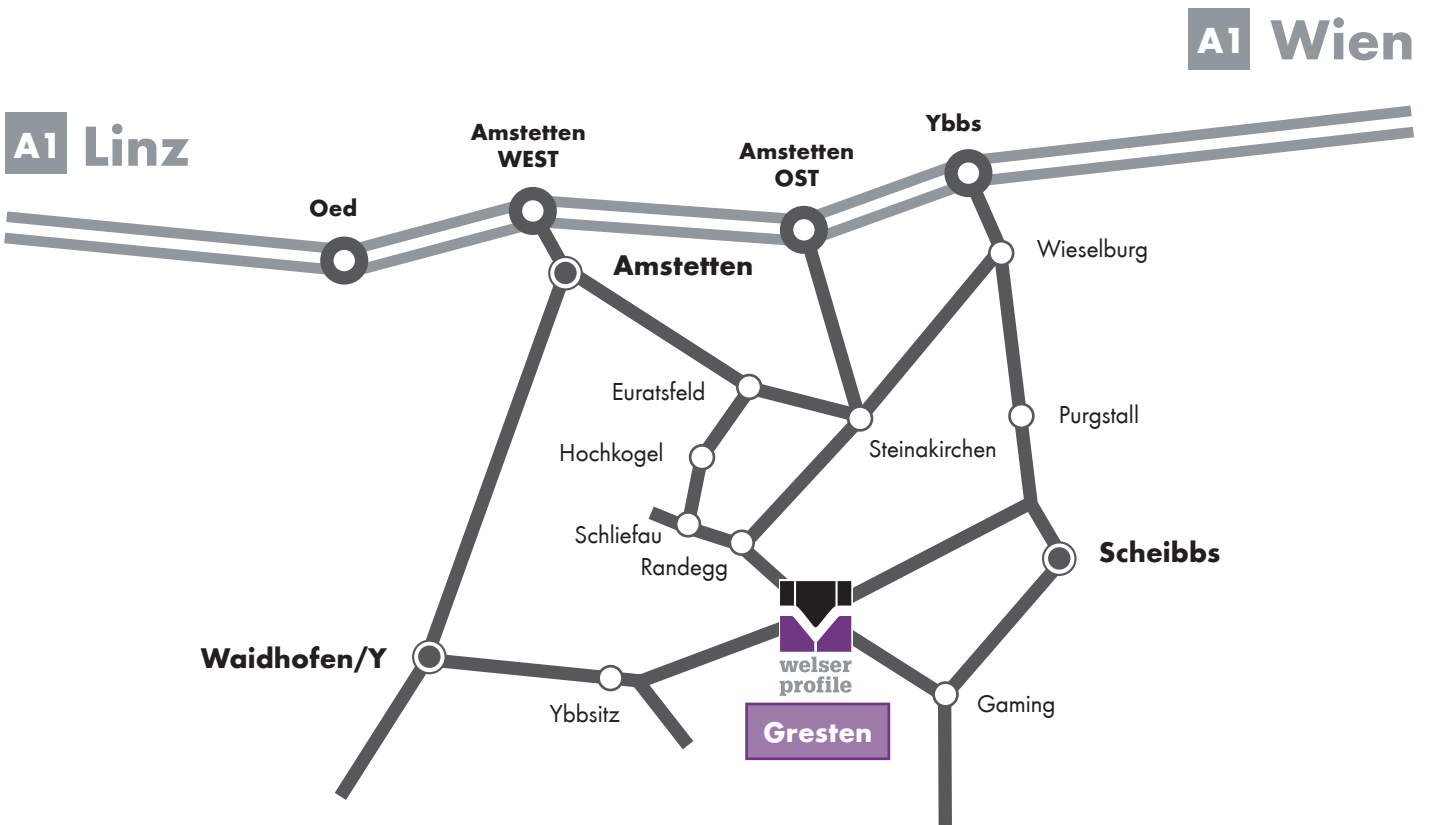 A1 Wien
A1 Linz
Amstetten
WEST
Ybbs
Amstetten
OST
Oed
Wieselburg
Amstetten
Euratsfeld
Purgstall
Hochkogel
Steinakirchen
Schliefau
Randegg
Scheibbs
Waidhofen/Y
welser
profile
Ybbsitz
Gaming
Gresten